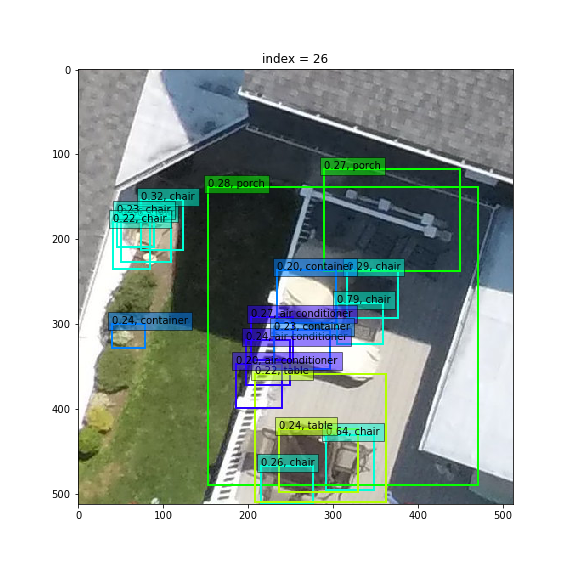 index = 26
0
100
200
300
400
500
0 100 200 300 400 500
0.27, porch
0.28, porch
0.32, chair
0.23, chair
0.22, chair
0.20, container
29, chair
0.79, chair
0.27, air conditioner
0.24, container
0.23, container
0.24, air conditioner
0.20, air conditioner
0.22, table
0.24, table
0.64, chair
0.26, chair